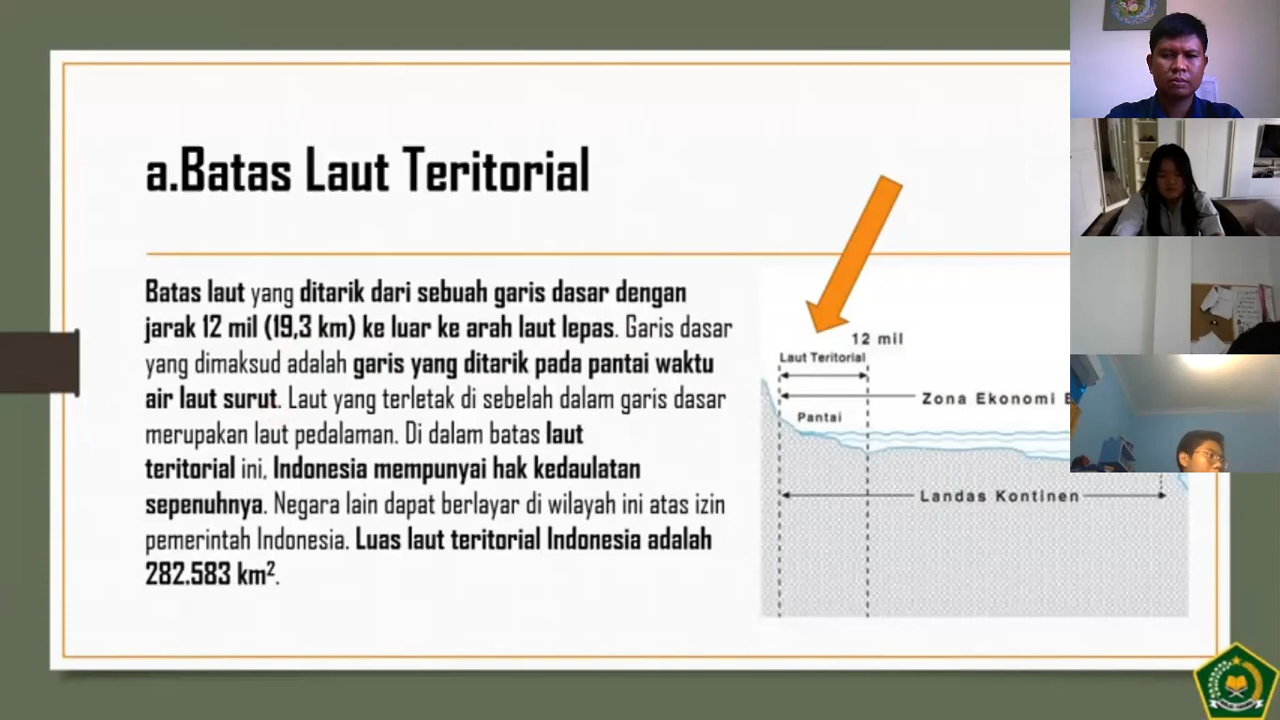 a.Batas Laut Teritorial
Batas laut yang ditarik dari sebuah garis dasar dengan
jarak 12 mil (19,3 km) ke luar ke arah laut lepas. Garis dasar
yang dimaksud adalah garis yang ditarik pada pantai waktu
air laut surut. Laut yang terletak di sebelah dalam garis dasar
merupakan laut pedalaman. Di dalam batas laut
teritorial ini, Indonesia mempunyai hak kedaulatan
sepenuhnya. Negara lain dapat berlayar di wilayah ini atas izin
pemerintah Indonesia. Luas laut teritorial Indonesia adalah
282.583 km².
12 mil
Laut Teritorial
Zona Ekonomi
Pantai
Landas Kontinen